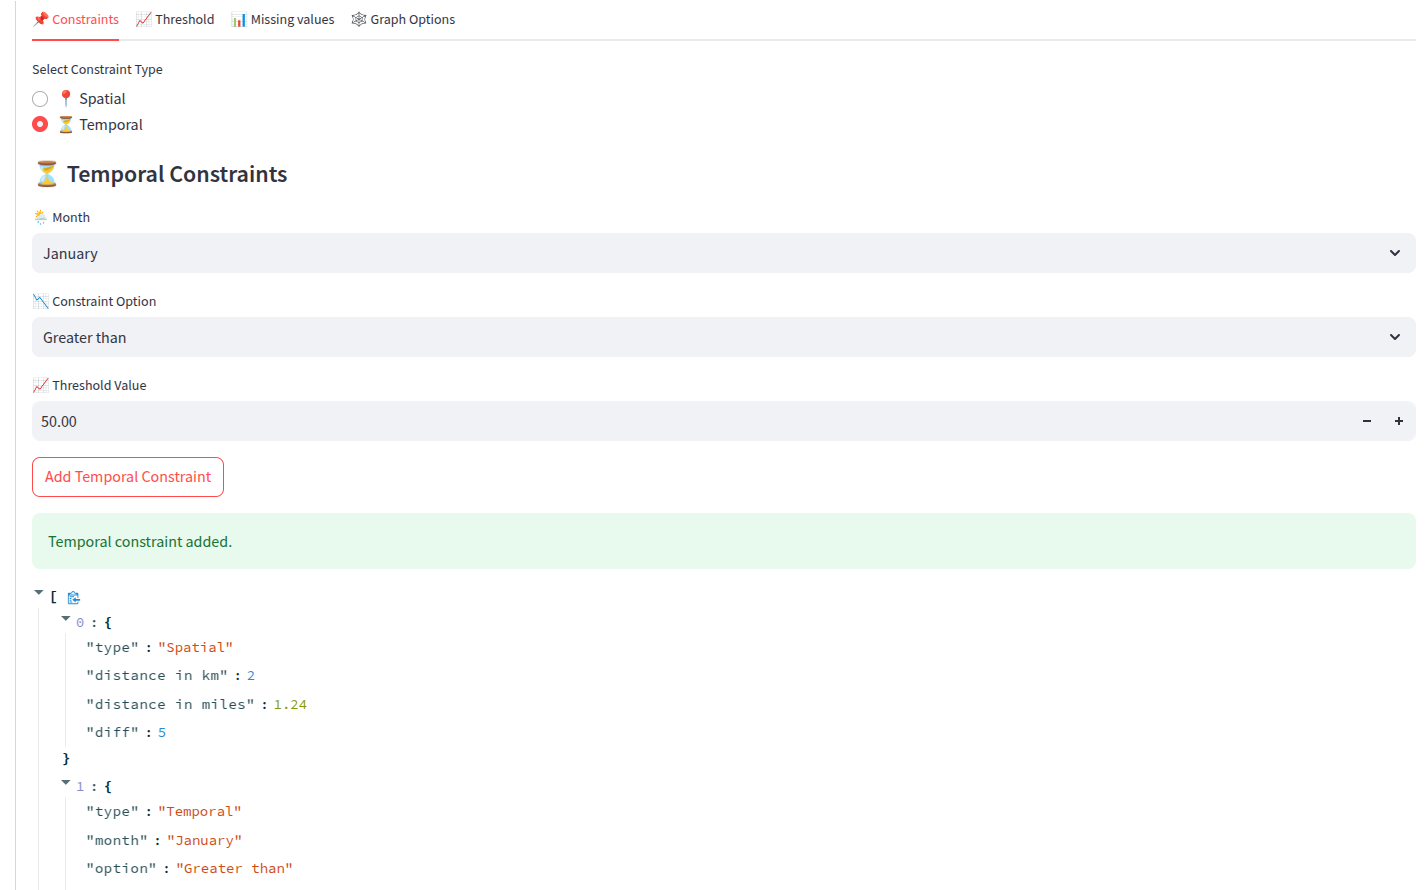 Constraints Threshold Missing values Graph Options
Select Constraint Type
Spatial
Temporal
Temporal Constraints
Month
January
Constraint Option
Greater than
Threshold Value
50.00
Add Temporal Constraint
Temporal constraint added.
[
0 : {
"type" : "Spatial"
"distance in km" : 2
"distance in miles" : 1.24
"diff" : 5
}
1 : {
"type" : "Temporal"
"month" : "January"
"option" : "Greater than"